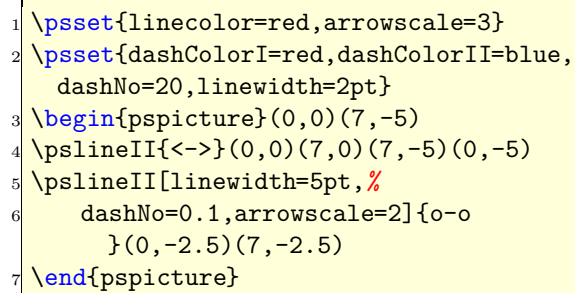 1 \psset{linecolor=red,arrowscale=3}
2 \psset{dashColorI=red,dashColorII=blue,
dashNo=20,linewidth=2pt}
3 \begin{pspicture}(0,0)(7,-5)
4 \pslineII{<->}(0,0)(7,0)(7,-5)(0,-5)
5 \pslineII[linewidth=5pt,%
6 dashNo=0.1,arrowscale=2]{o-o
}(0,-2.5)(7,-2.5)
7 \end{pspicture}